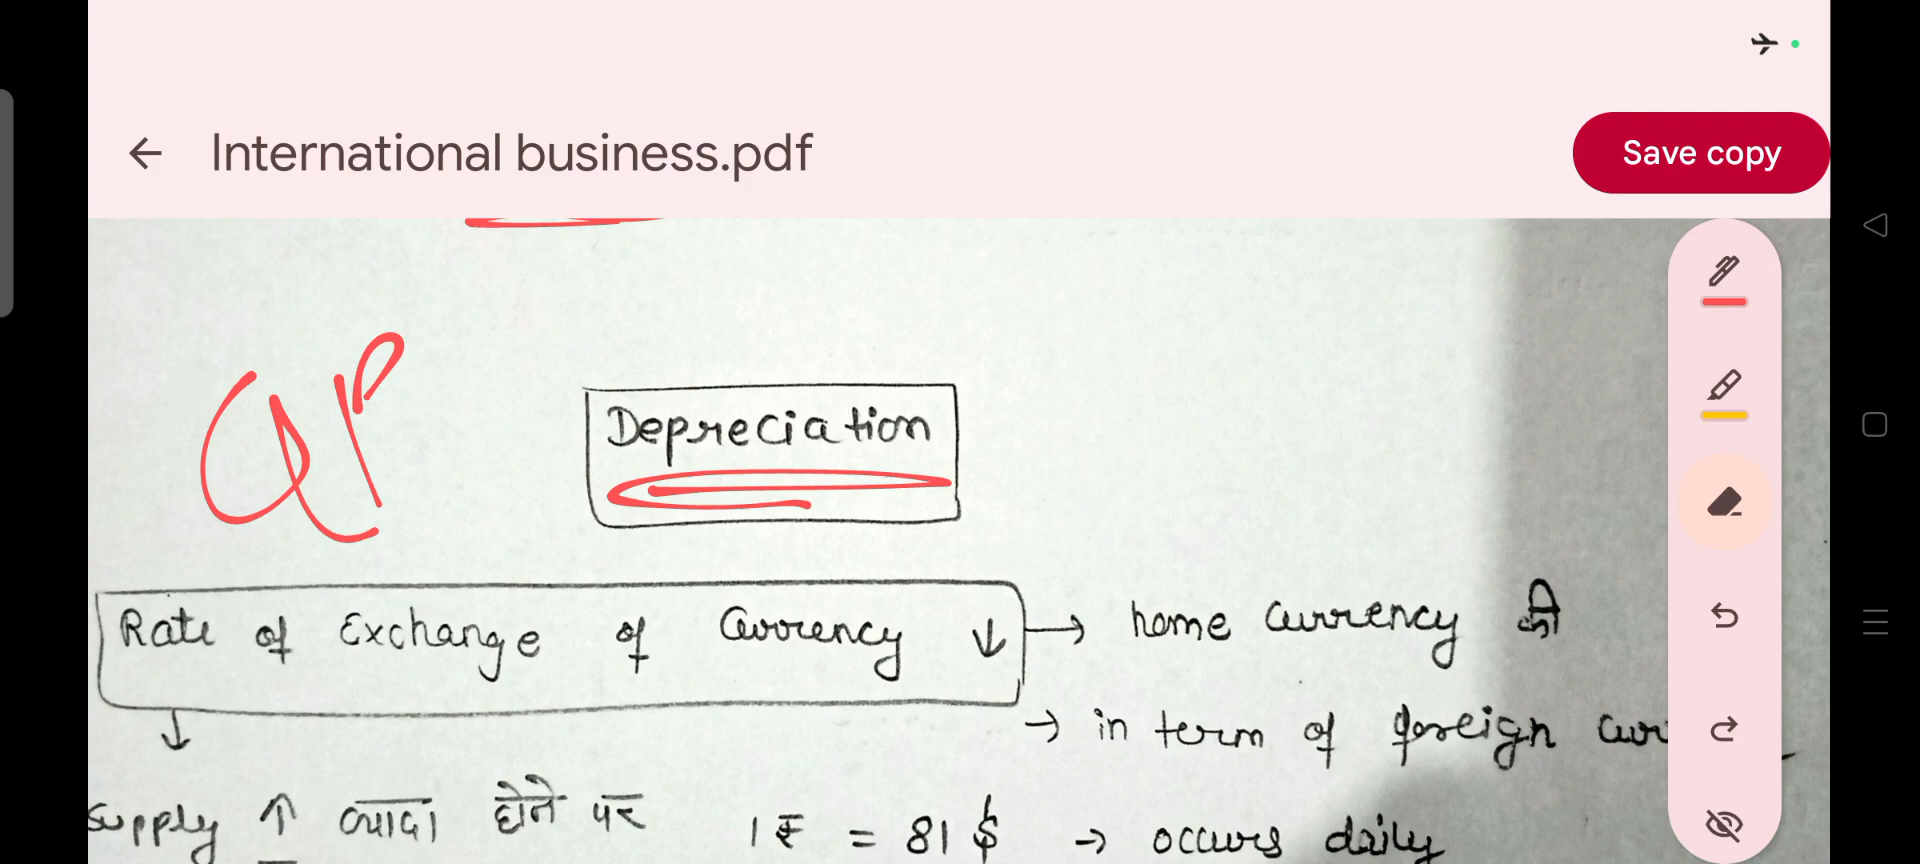 International business.pdf
Save copy
QP
Depreciation
Rate of Exchange of Currency ↓ → home currency की
↓ → in term of foreign
Supply ↑ ज्यादा होने पर 1₹ = 81 $ → occurs daily